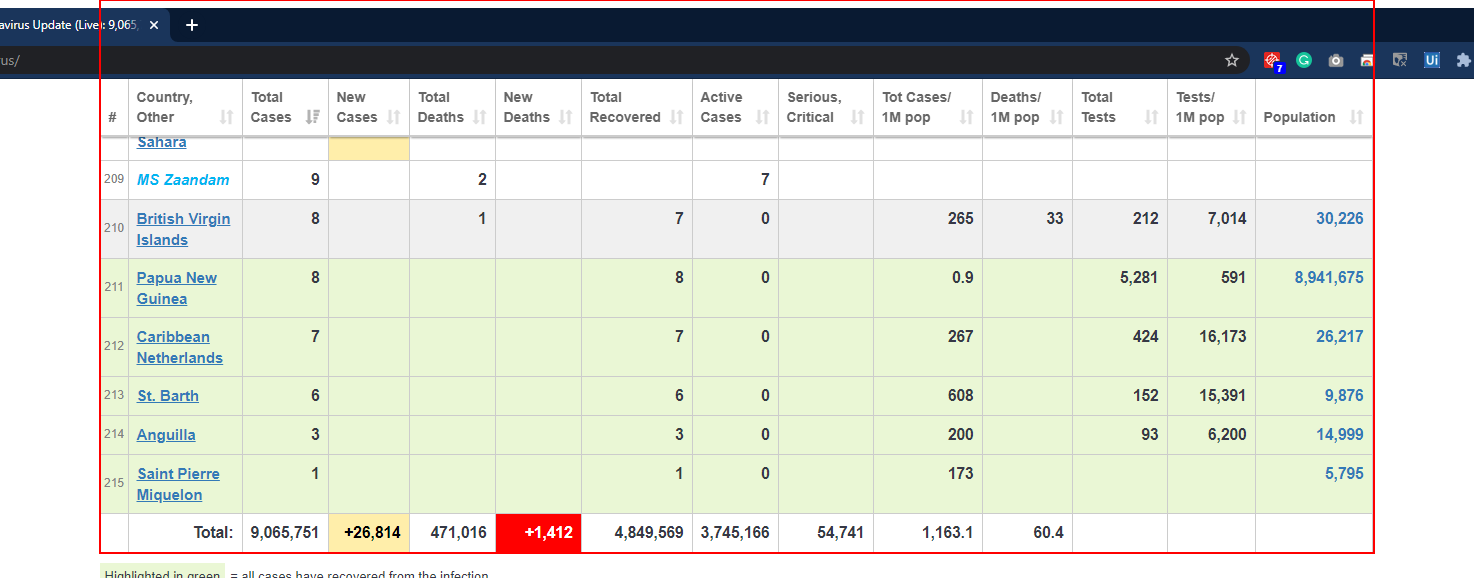 avirus Update (Live): 9,065,
us/
7
Ui
# Country, Other Total Cases New Cases Total Deaths New Deaths Total Recovered Active Cases Serious, Critical Tot Cases/ 1M pop Deaths/ 1M pop Total Tests Tests/ 1M pop Population
Sahara
209 MS Zaandam 9 2 7
210 British Virgin Islands 8 1 7 0 265 33 212 7,014 30,226
211 Papua New Guinea 8 8 0 0.9 5,281 591 8,941,675
212 Caribbean Netherlands 7 7 0 267 424 16,173 26,217
213 St. Barth 6 6 0 608 152 15,391 9,876
214 Anguilla 3 3 0 200 93 6,200 14,999
215 Saint Pierre Miquelon 1 1 0 173 5,795
Total: 9,065,751 +26,814 471,016 +1,412 4,849,569 3,745,166 54,741 1,163.1 60.4
Highlighted in green = all cases have recovered from the infection